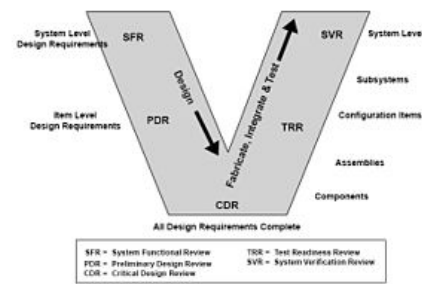 System Level
Design Requirements
SFR
SVR
System Leve
Design
Subsystems
Item Level
Design Requirements
PDR
Fabricate, Integrate & Test
TRR
Configuration Items
Assemblies
CDR
Components
All Design Requirements Complete
SFR = System Functional Review
PDR = Preliminary Design Review
CDR = Critical Design Review
TRR = Test Readiness Review
SVR = System Verification Review